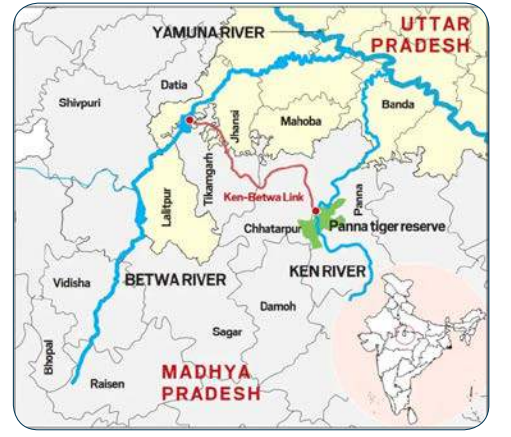 YAMUNA RIVER
UTTAR
PRADESH
Datia
Shivpuri
Banda
Jhansi
Mahoba
Tikamgarh
Ken-Betwa Link
Lalitpur
Panna
Chhatarpur
Panna tiger reserve
Vidisha
BETWA RIVER
KEN RIVER
Damoh
Sagar
Bhopal
Raisen
MADHYA
PRADESH